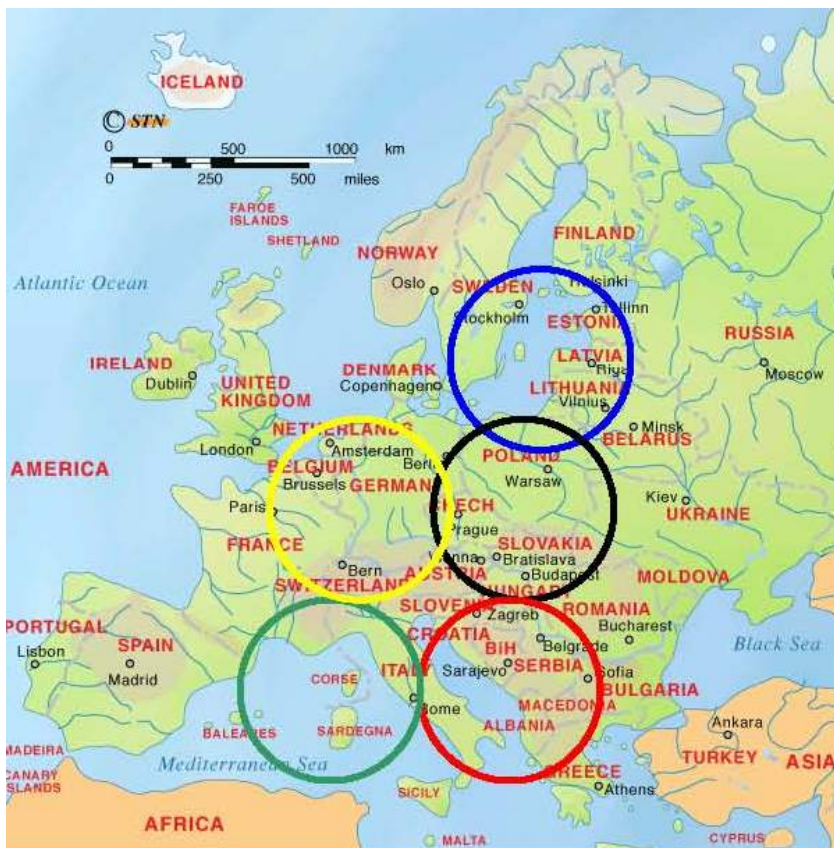 ICELAND
© STN
0 500 1000 km
0 250 500 miles
FAROE
ISLANDS
SHETLAND
FINLAND
NORWAY
Atlantic Ocean
Oslo
SWEDEN
Helsinki
Stockholm
Tallinn
ESTONIA
RUSSIA
IRELAND
DENMARK
LATVIA
Riga
Moscow
Dublin
UNITED
KINGDOM
Copenhagen
LITHUANIA
Vilnius
NETHERLANDS
Minsk
BELARUS
London
Amsterdam
AMERICA
BELGIUM
Berlin
POLAND
Brussels
GERMANY
Warsaw
Paris
CZECH
Kiev
UKRAINE
Prague
FRANCE
SLOVAKIA
Vienna
Bratislava
Bern
AUSTRIA
Budapest
MOLDOVA
SWITZERLAND
HUNGARY
SLOVENIA
Zagreb
ROMANIA
PORTUGAL
CROATIA
Bucharest
SPAIN
BiH
Belgrade
Black Sea
Lisbon
Madrid
CORSE
ITALY
Sarajevo
SERBIA
Sofia
BULGARIA
Rome
MACEDONIA
SARDEGNA
ALBANIA
Ankara
BALEARES
MADEIRA
Mediterranean Sea
TURKEY
ASIA
CANARY
ISLANDS
GREECE
SICILY
Athens
AFRICA
MALTA
CYPRUS